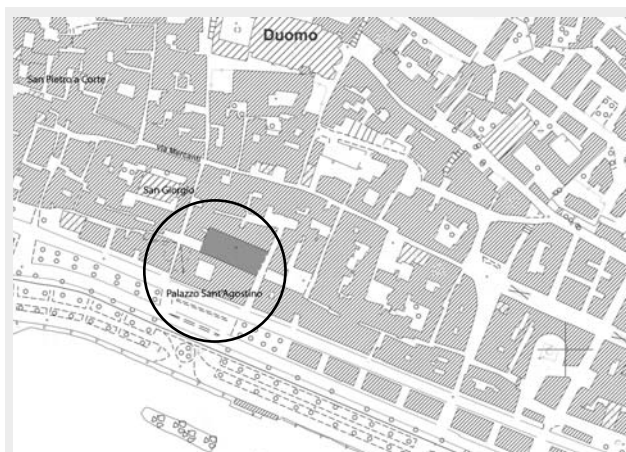 Duomo
San Pietro a Corte
Via Mercanti
San Giorgio
Palazzo Sant'Agostino